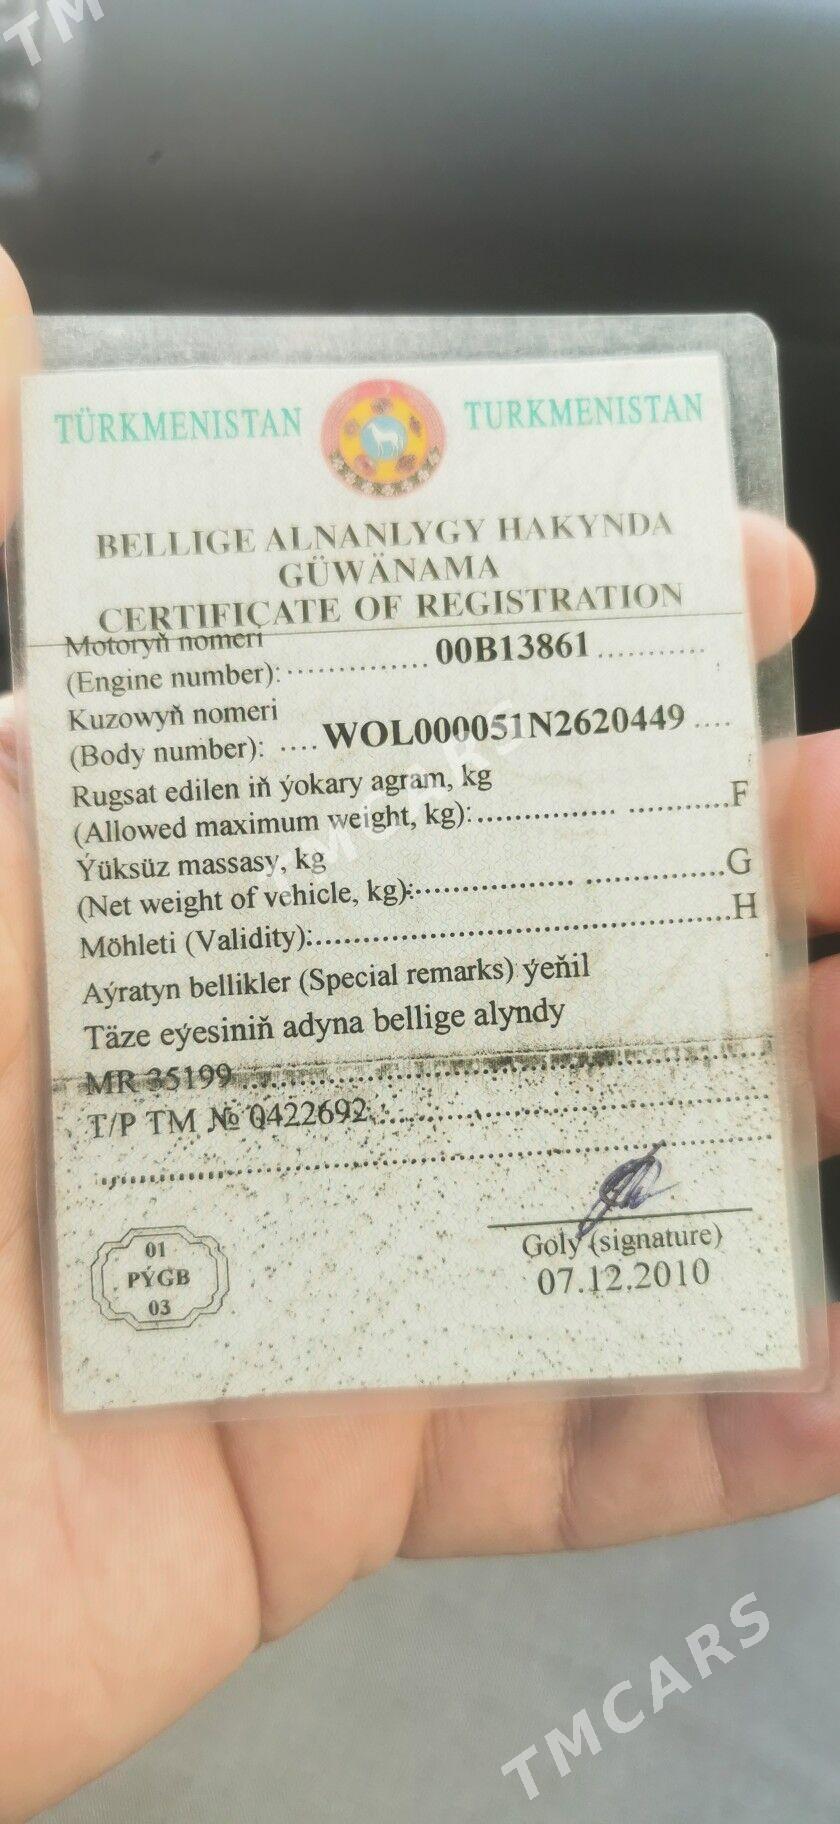 TM
TÜRKMENISTAN TURKMENISTAN
BELLIGE ALNANLYGY HAKYNDA
GÜWÄNAMA
CERTIFICATE OF REGISTRATION
Motoryň nomeri
(Engine number): .............. 00B13861 ...........
Kuzowyň nomeri
(Body number): .... WOL000051N2620449 ....
Rugsat edilen iň ýokary agram, kg
(Allowed maximum weight, kg):.............. ...........F
Ýüksüz massasy, kg
(Net weight of vehicle, kg):................ ..............G
Möhleti (Validity):..........................................H
Aýratyn bellikler (Special remarks) ýeňil
Täze eýesiniň adyna bellige alyndy
MR 35199
T/P TM № 0422692
Goly (signature)
07.12.2010
01
PÝGB
03
TMCARS
TMCARS